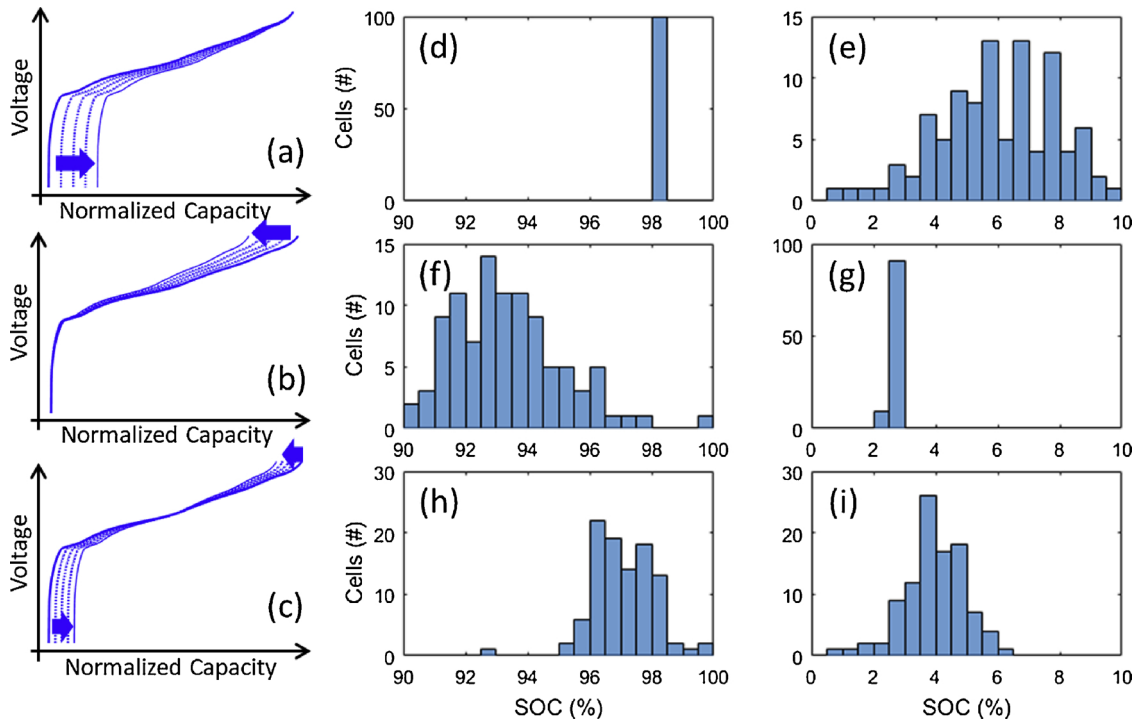 Voltage
(a)
Normalized Capacity
Cells (#)
100
50
0
(d)
90 92 94 96 98 100
15
10
5
0
(e)
0 2 4 6 8 10
Voltage
(b)
Normalized Capacity
Cells (#)
15
10
5
0
(f)
90 92 94 96 98 100
100
50
0
(g)
0 2 4 6 8 10
Voltage
(c)
Normalized Capacity
Cells (#)
30
20
10
0
(h)
90 92 94 96 98 100
SOC (%)
30
20
10
0
(i)
0 2 4 6 8 10
SOC (%)